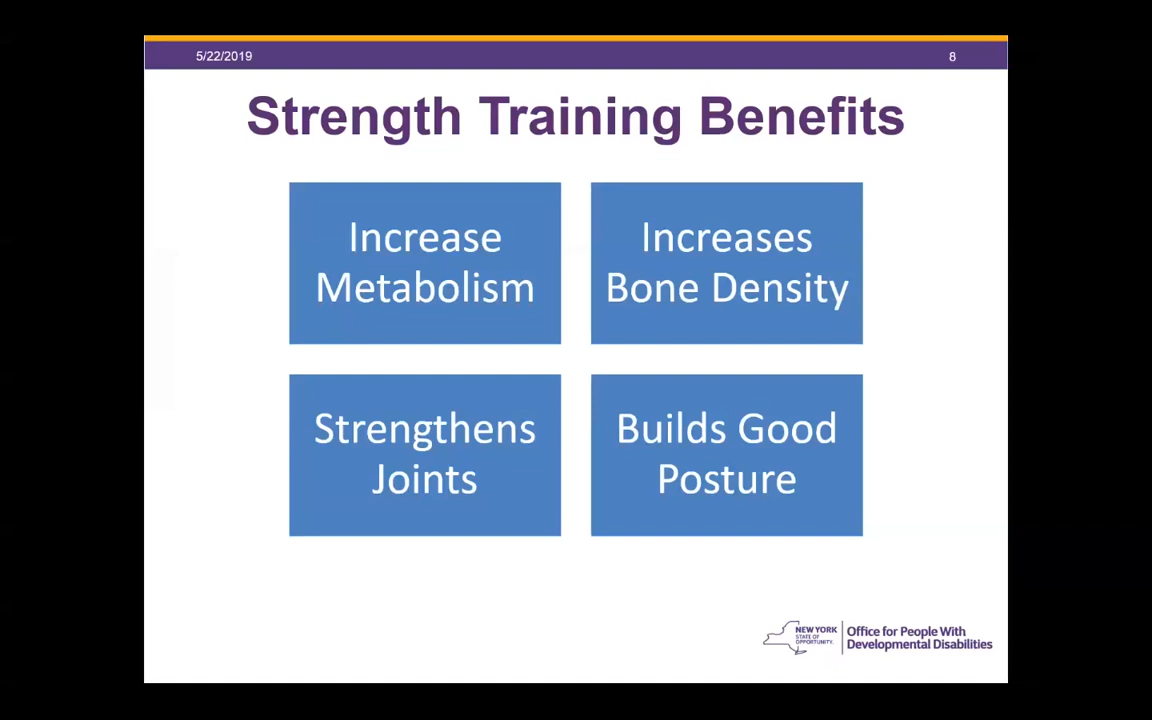 5/22/2019
8
Strength Training Benefits
Increase
Metabolism
Increases
Bone Density
Strengthens
Joints
Builds Good
Posture
NEW YORK
STATE OF
OPPORTUNITY.
Office for People With
Developmental Disabilities